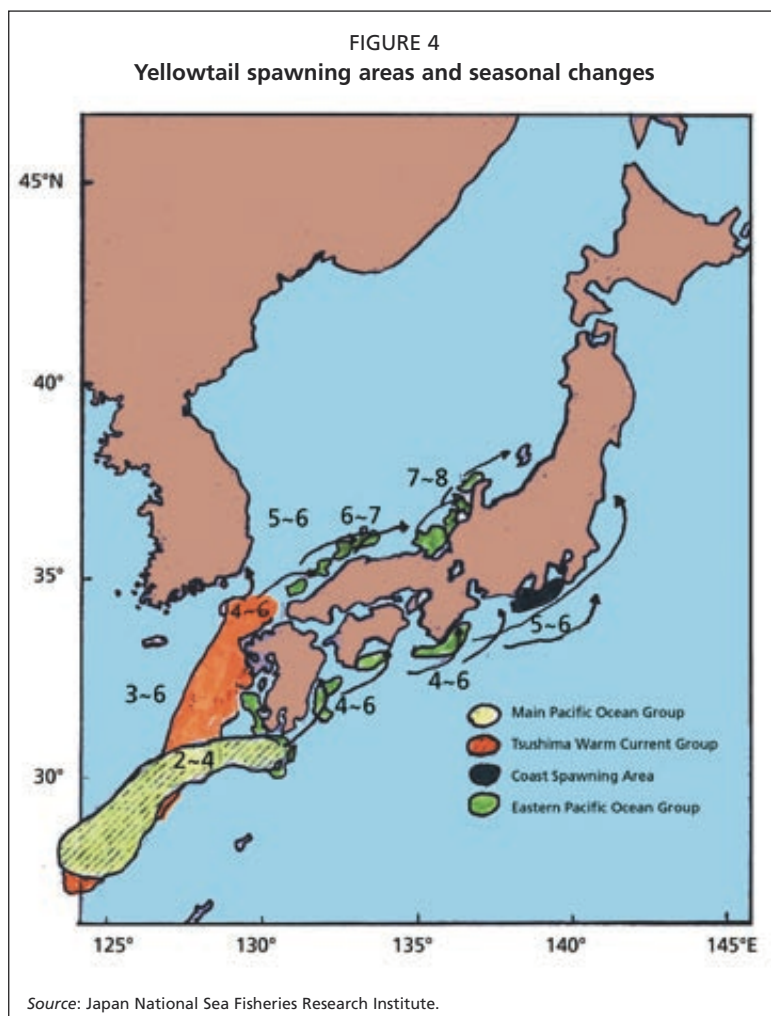 FIGURE 4
Yellowtail spawning areas and seasonal changes
45°N
40°
7~8
5~6
6~7
35°
4~6
5~6
3~6
4~6
4~6
Main Pacific Ocean Group
Tsushima Warm Current Group
2~4
30°
Coast Spawning Area
Eastern Pacific Ocean Group
125°
130°
135°
140°
145°E
Source: Japan National Sea Fisheries Research Institute.